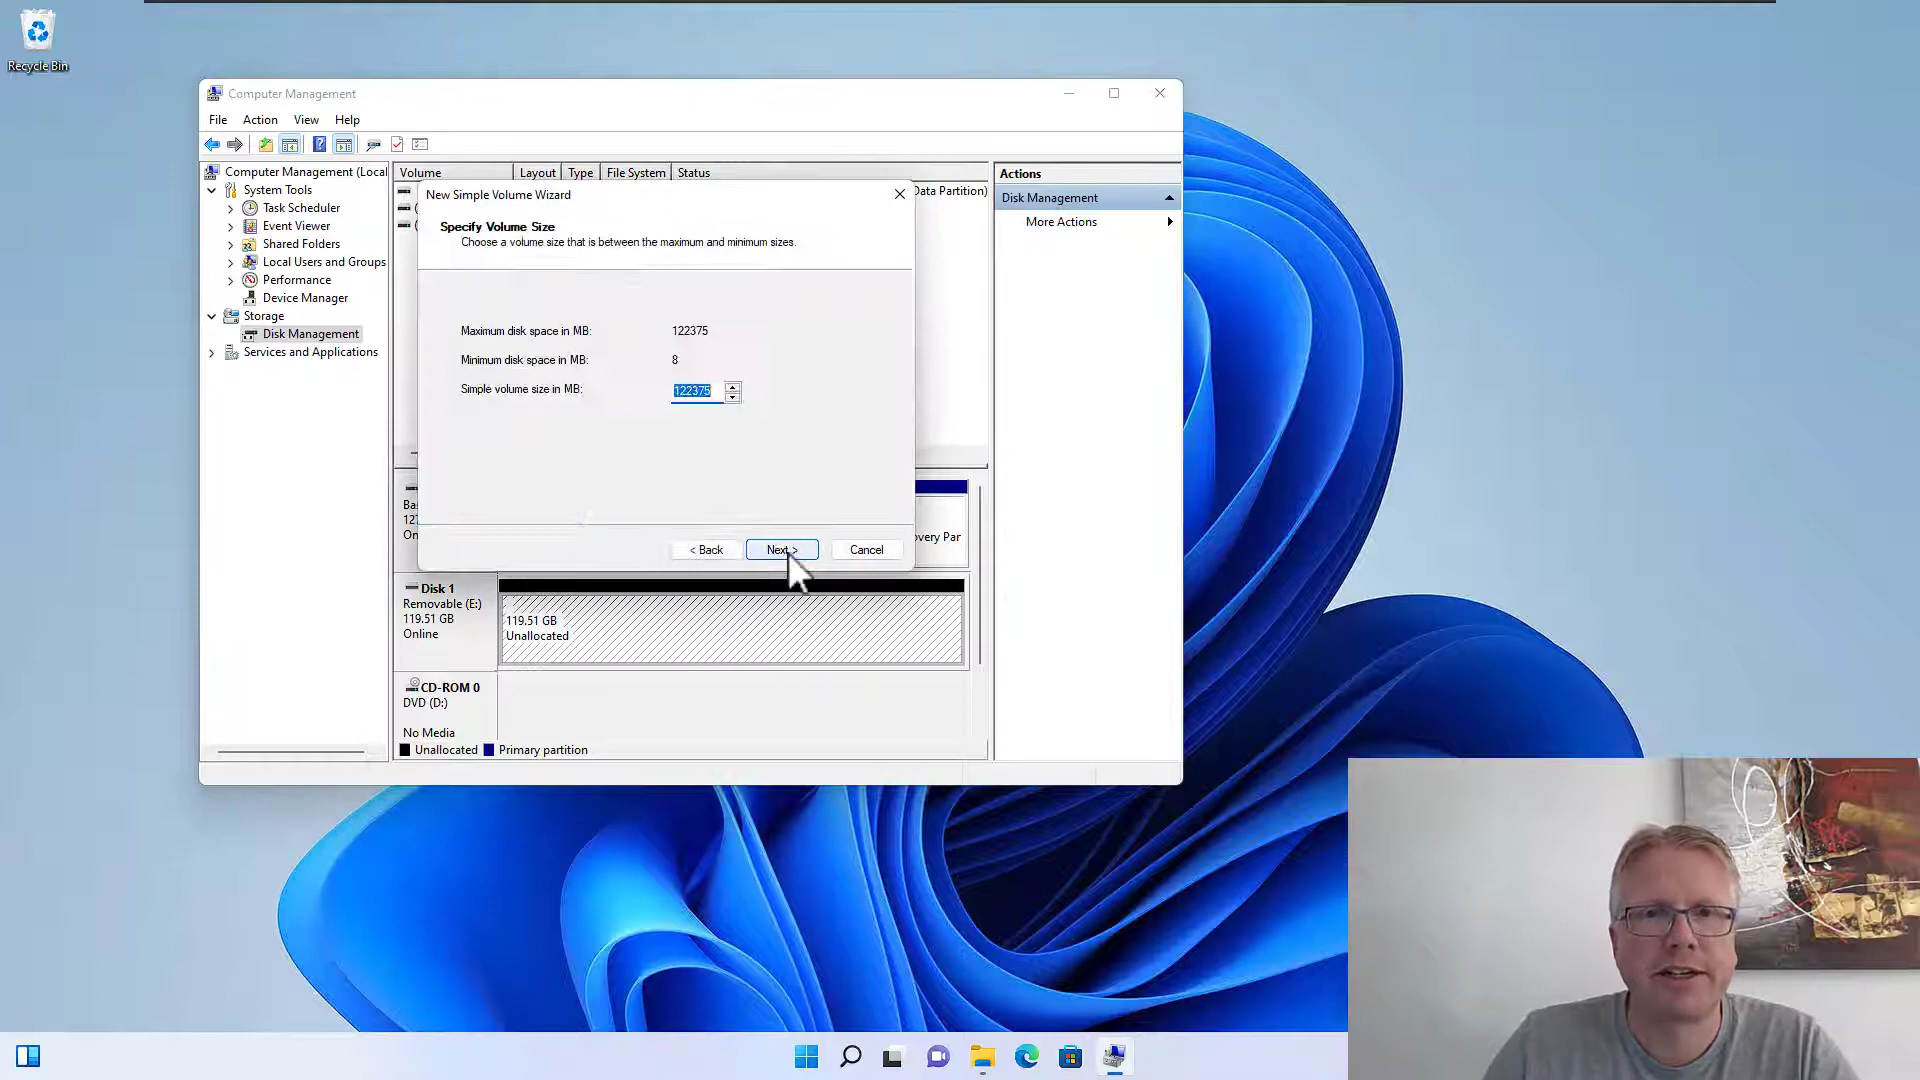 Recycle Bin
Computer Management
File Action View Help
Computer Management (Local
System Tools
Task Scheduler
Event Viewer
Shared Folders
Local Users and Groups
Performance
Device Manager
Storage
Disk Management
Services and Applications
Volume Layout Type File System Status
Data Partition)
New Simple Volume Wizard
Specify Volume Size
Choose a volume size that is between the maximum and minimum sizes.
Maximum disk space in MB: 122375
Minimum disk space in MB: 8
Simple volume size in MB: 122375
< Back Next > Cancel
Bas
127
On
overy Par
Disk 1
Removable (E:)
119.51 GB
Online
119.51 GB
Unallocated
CD-ROM 0
DVD (D:)
No Media
Unallocated Primary partition
Actions
Disk Management
More Actions